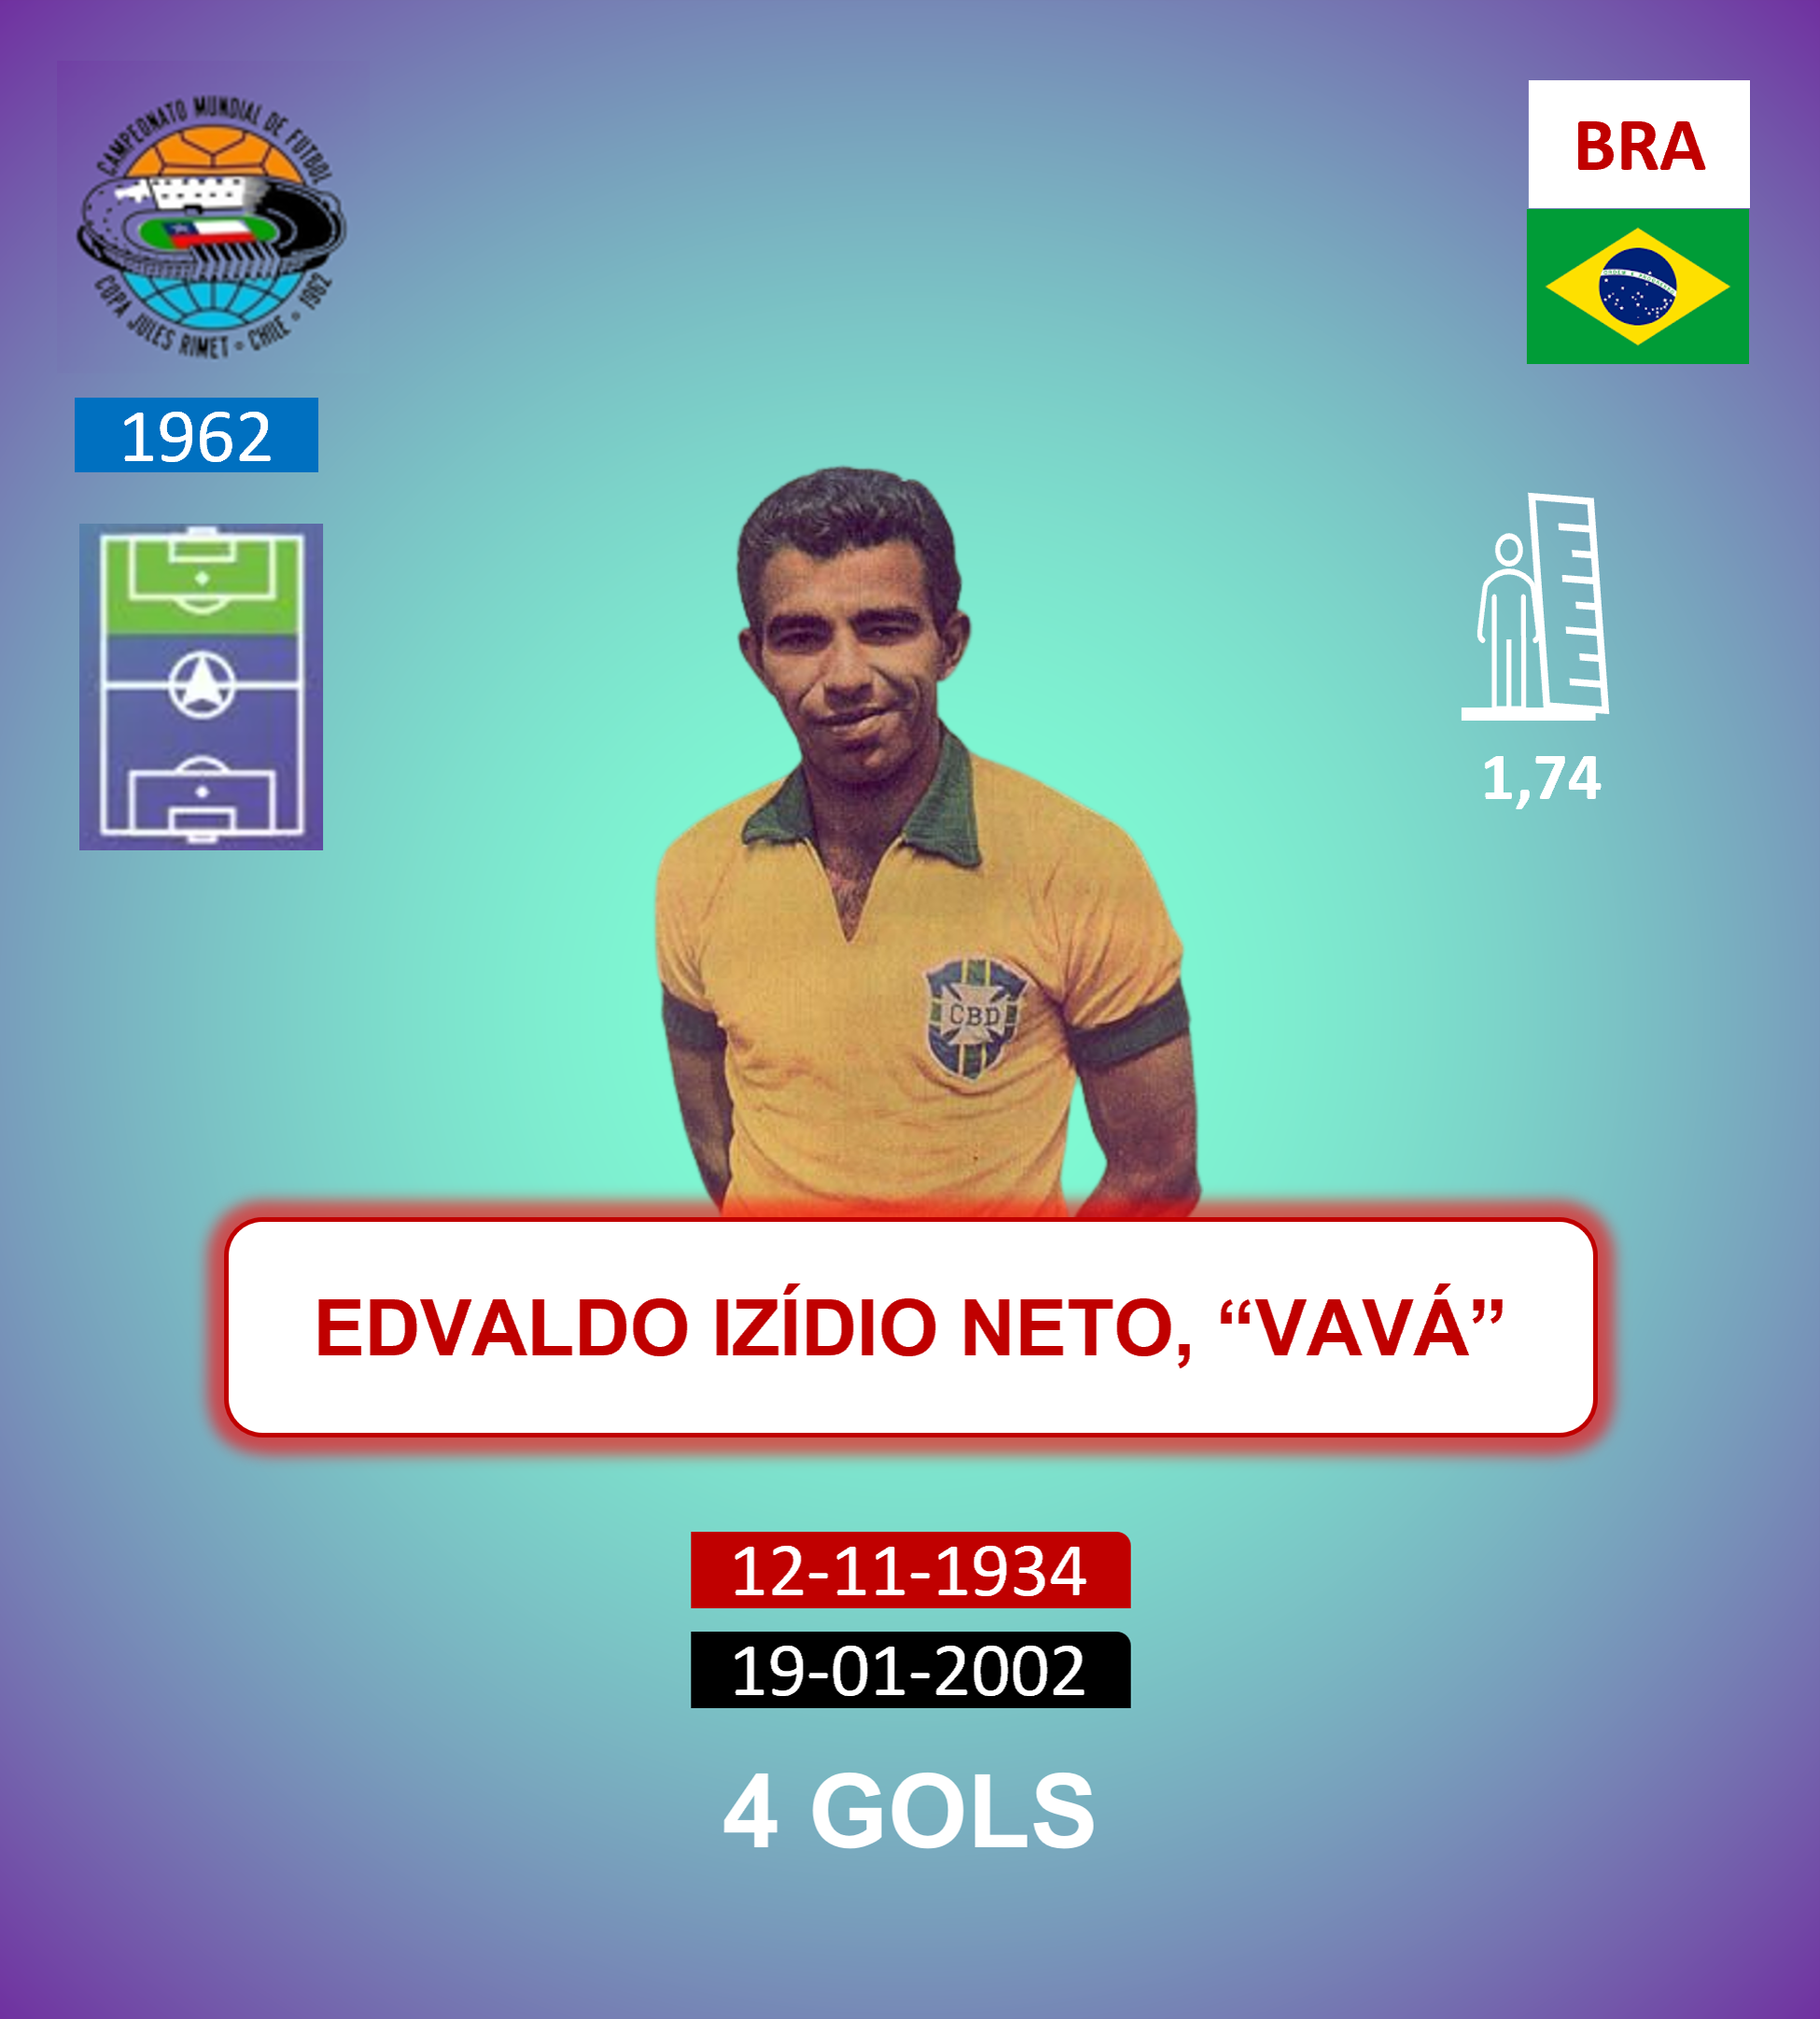 CAMPEONATO MUNDIAL DE FUTBOL
COPA JULES RIMET - CHILE - 1962
BRA
1962
1,74
CBD
EDVALDO IZÍDIO NETO, “VAVÁ”
12-11-1934
19-01-2002
4 GOLS